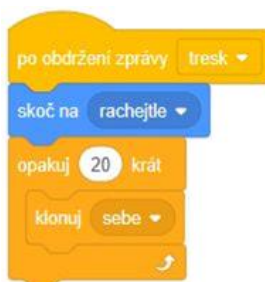 po obdržení zprávy tresk
skoč na rachejtle
opakuj 20 krát
klonuj sebe